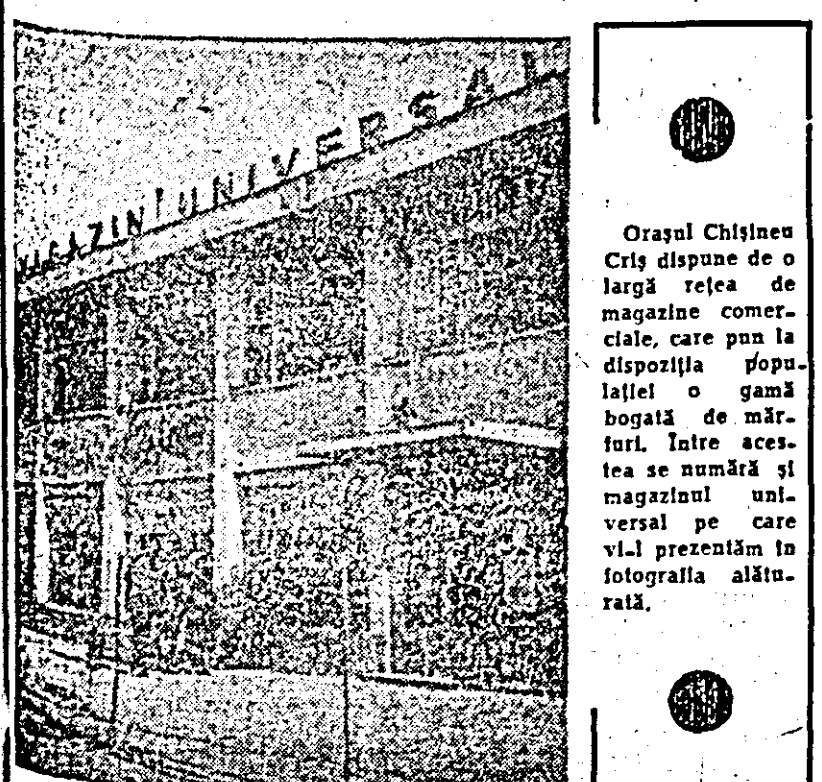 MAGAZIN UNIVERSAL
Orașul Chișineu
Criș dispune de o
largă rețea de
magazine comer-
ciale, care pun la
dispoziția popu-
lației o gamă
bogată de măr-
furi. Între aces-
tea se numără și
magazinul uni-
versal pe care
vi-l prezentăm în
fotografia alătu-
rată.